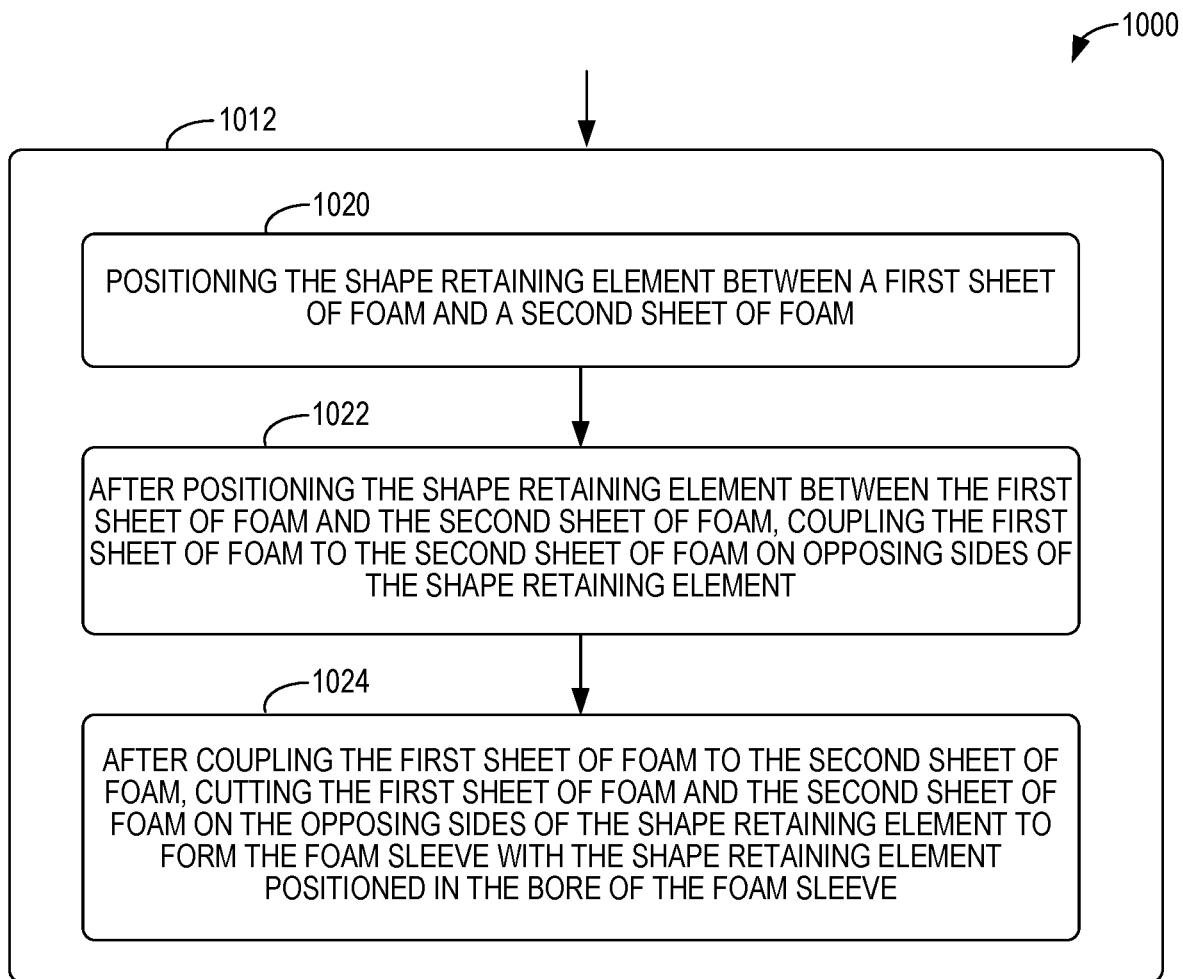 1000
1012
1020
POSITIONING THE SHAPE RETAINING ELEMENT BETWEEN A FIRST SHEET
OF FOAM AND A SECOND SHEET OF FOAM
1022
AFTER POSITIONING THE SHAPE RETAINING ELEMENT BETWEEN THE FIRST
SHEET OF FOAM AND THE SECOND SHEET OF FOAM, COUPLING THE FIRST
SHEET OF FOAM TO THE SECOND SHEET OF FOAM ON OPPOSING SIDES OF
THE SHAPE RETAINING ELEMENT
1024
AFTER COUPLING THE FIRST SHEET OF FOAM TO THE SECOND SHEET OF
FOAM, CUTTING THE FIRST SHEET OF FOAM AND THE SECOND SHEET OF
FOAM ON THE OPPOSING SIDES OF THE SHAPE RETAINING ELEMENT TO
FORM THE FOAM SLEEVE WITH THE SHAPE RETAINING ELEMENT
POSITIONED IN THE BORE OF THE FOAM SLEEVE